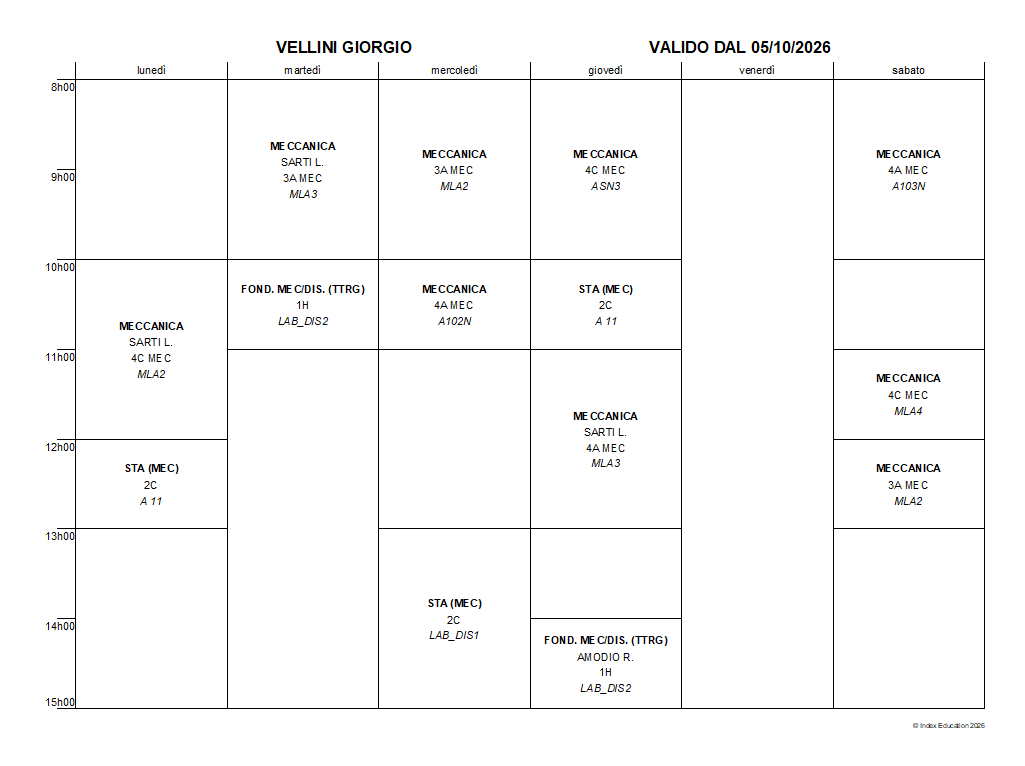 VELLINI GIORGIO
VALIDO DAL 05/10/2026
lunedì
martedì
mercoledì
giovedì
venerdì
sabato
8h00
9h00
10h00
11h00
12h00
13h00
14h00
15h00
MECCANICA
SARTI L.
4C MEC
MLA2
STA (MEC)
2C
A 11
MECCANICA
SARTI L.
3A MEC
MLA3
FOND. MEC/DIS. (TTRG)
1H
LAB_DIS2
MECCANICA
3A MEC
MLA2
MECCANICA
4A MEC
A102N
STA (MEC)
2C
LAB_DIS1
MECCANICA
4C MEC
ASN3
STA (MEC)
2C
A 11
MECCANICA
SARTI L.
4A MEC
MLA3
FOND. MEC/DIS. (TTRG)
AMODIO R.
1H
LAB_DIS2
MECCANICA
4A MEC
A103N
MECCANICA
4C MEC
MLA4
MECCANICA
3A MEC
MLA2
© Index Education 2026